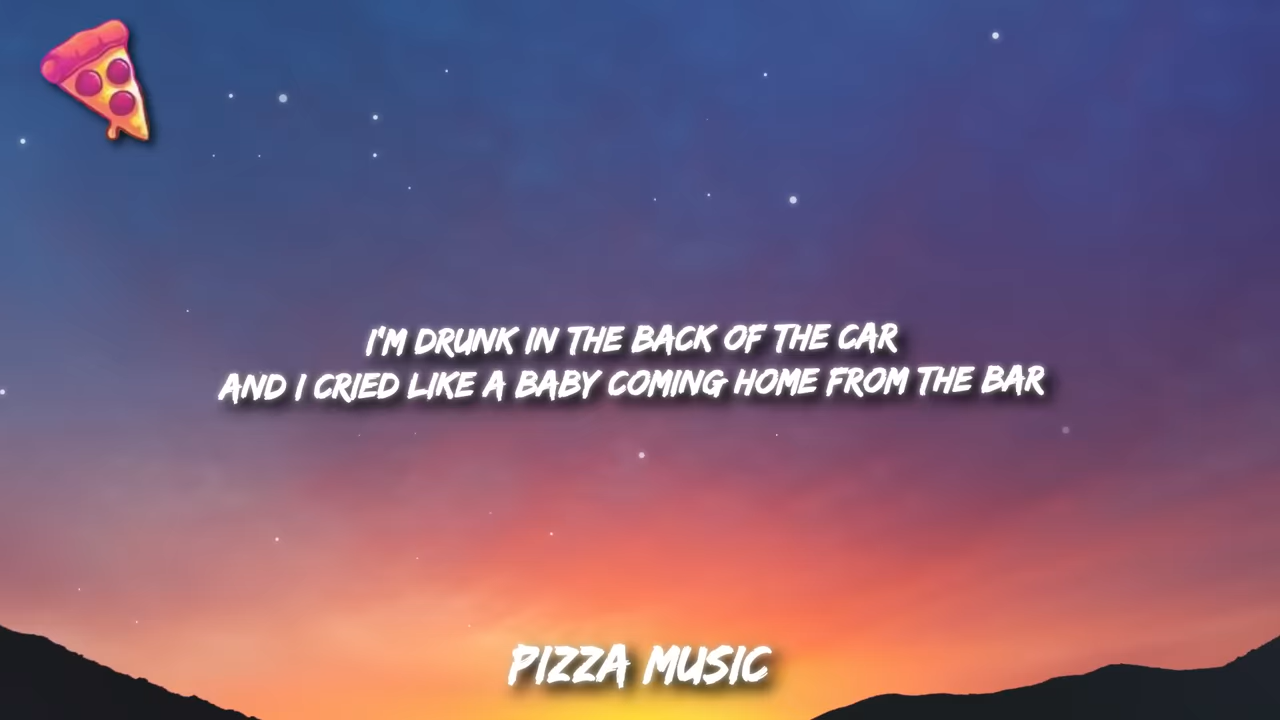 I'M DRUNK IN THE BACK OF THE CAR
AND I CRIED LIKE A BABY COMING HOME FROM THE BAR
PIZZA MUSIC